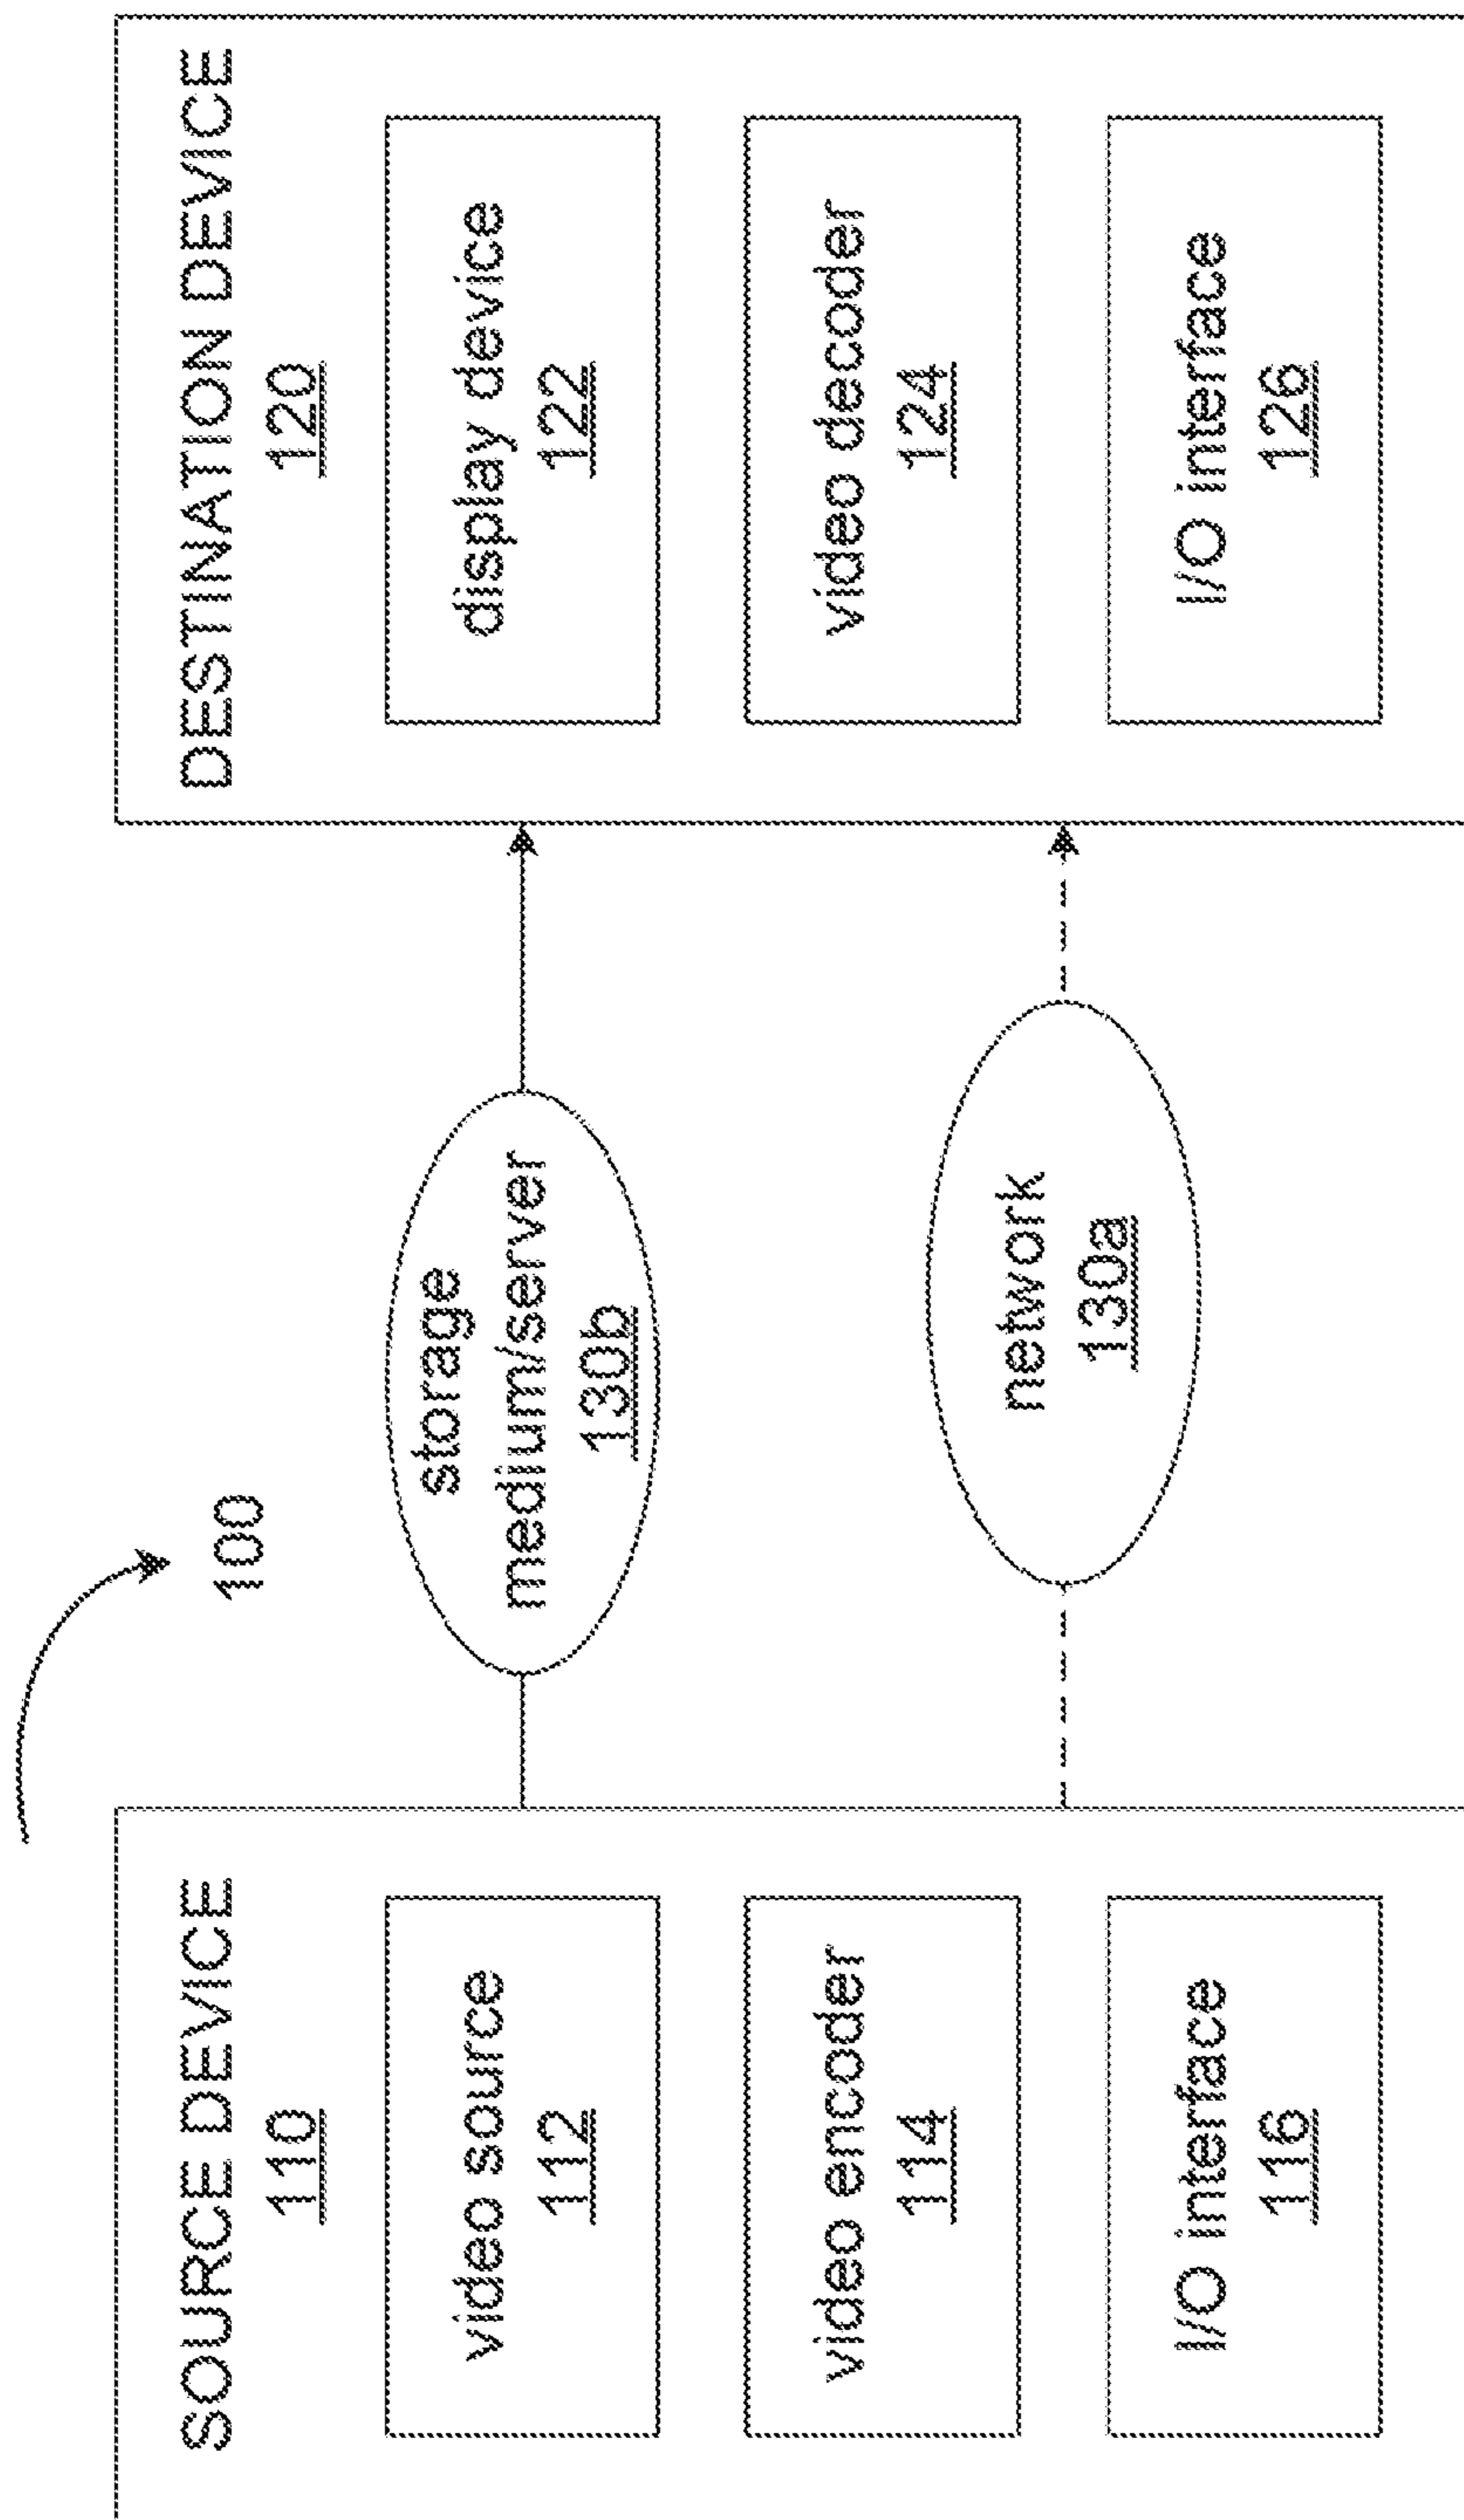 100
SOURCE DEVICE
110
video source
112
video encoder
114
I/O interface
116
storage
medium/server
130b
network
130a
DESTINATION DEVICE
120
display device
122
video decoder
124
I/O interface
126